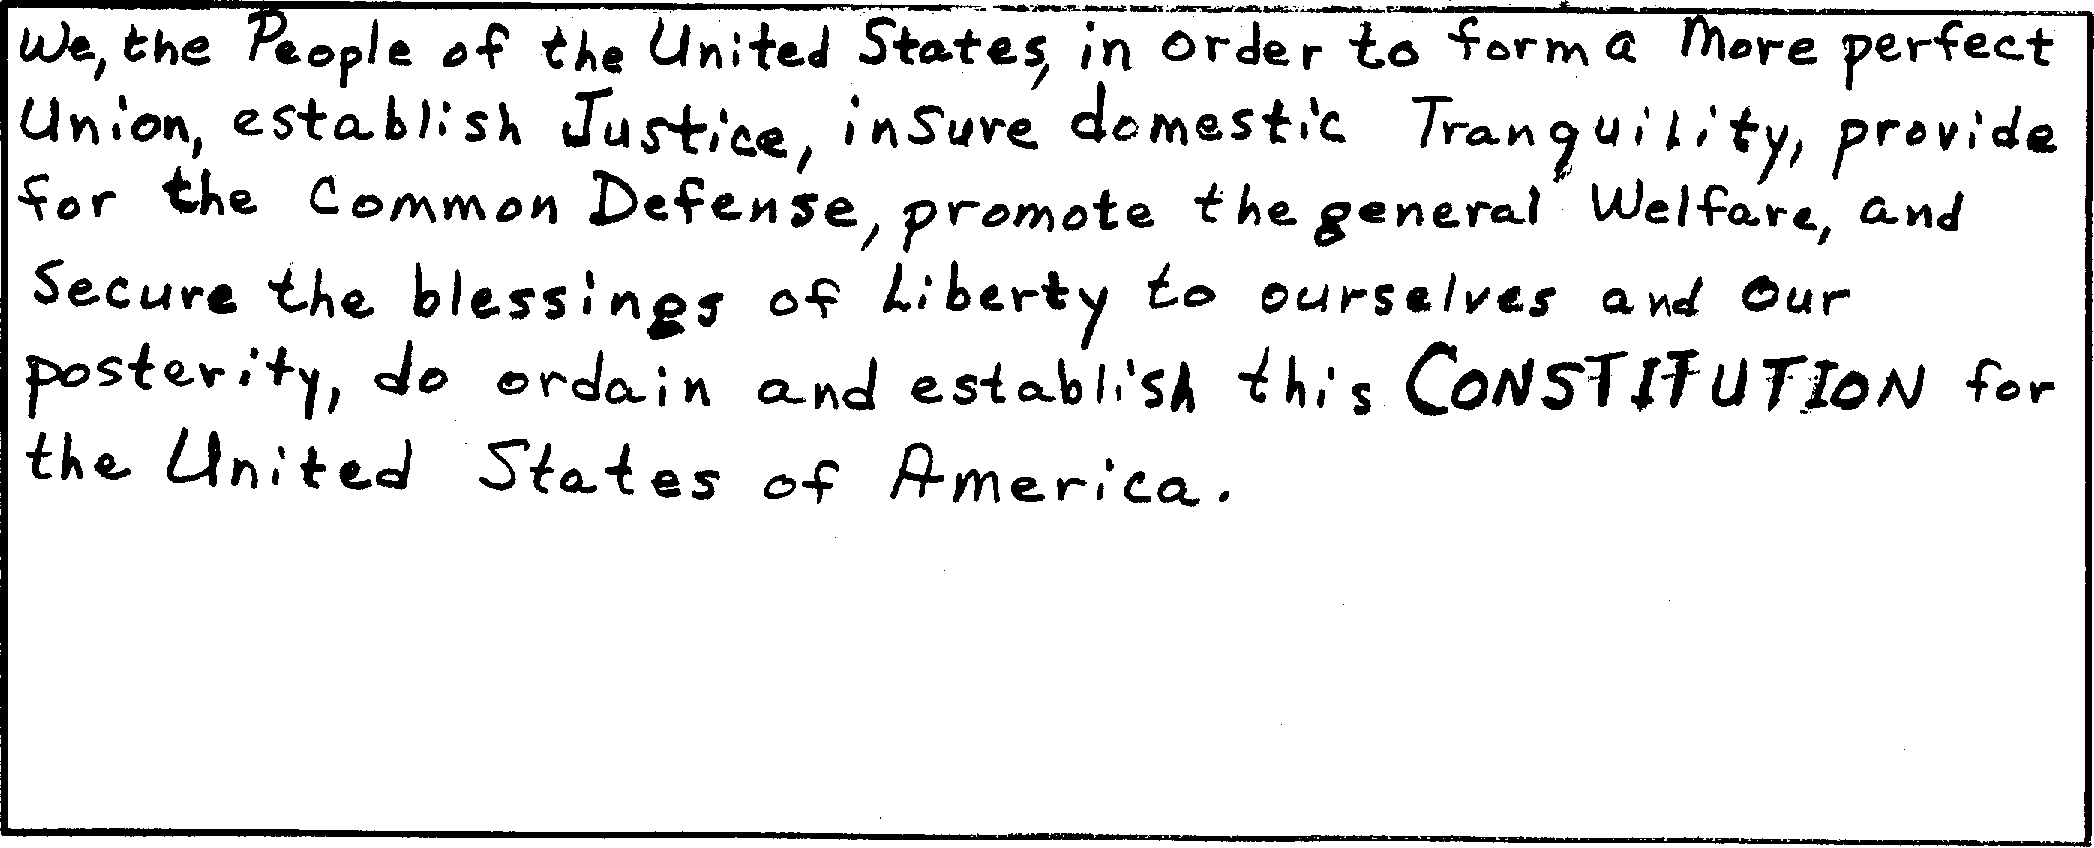 We, the People of the United States, in order to form a More perfect
Union, establish Justice, insure domestic Tranquility, provide
for the Common Defense, promote the general Welfare, and
Secure the blessings of Liberty to ourselves and our
posterity, do ordain and establish this CONSTITUTION for
the United States of America.